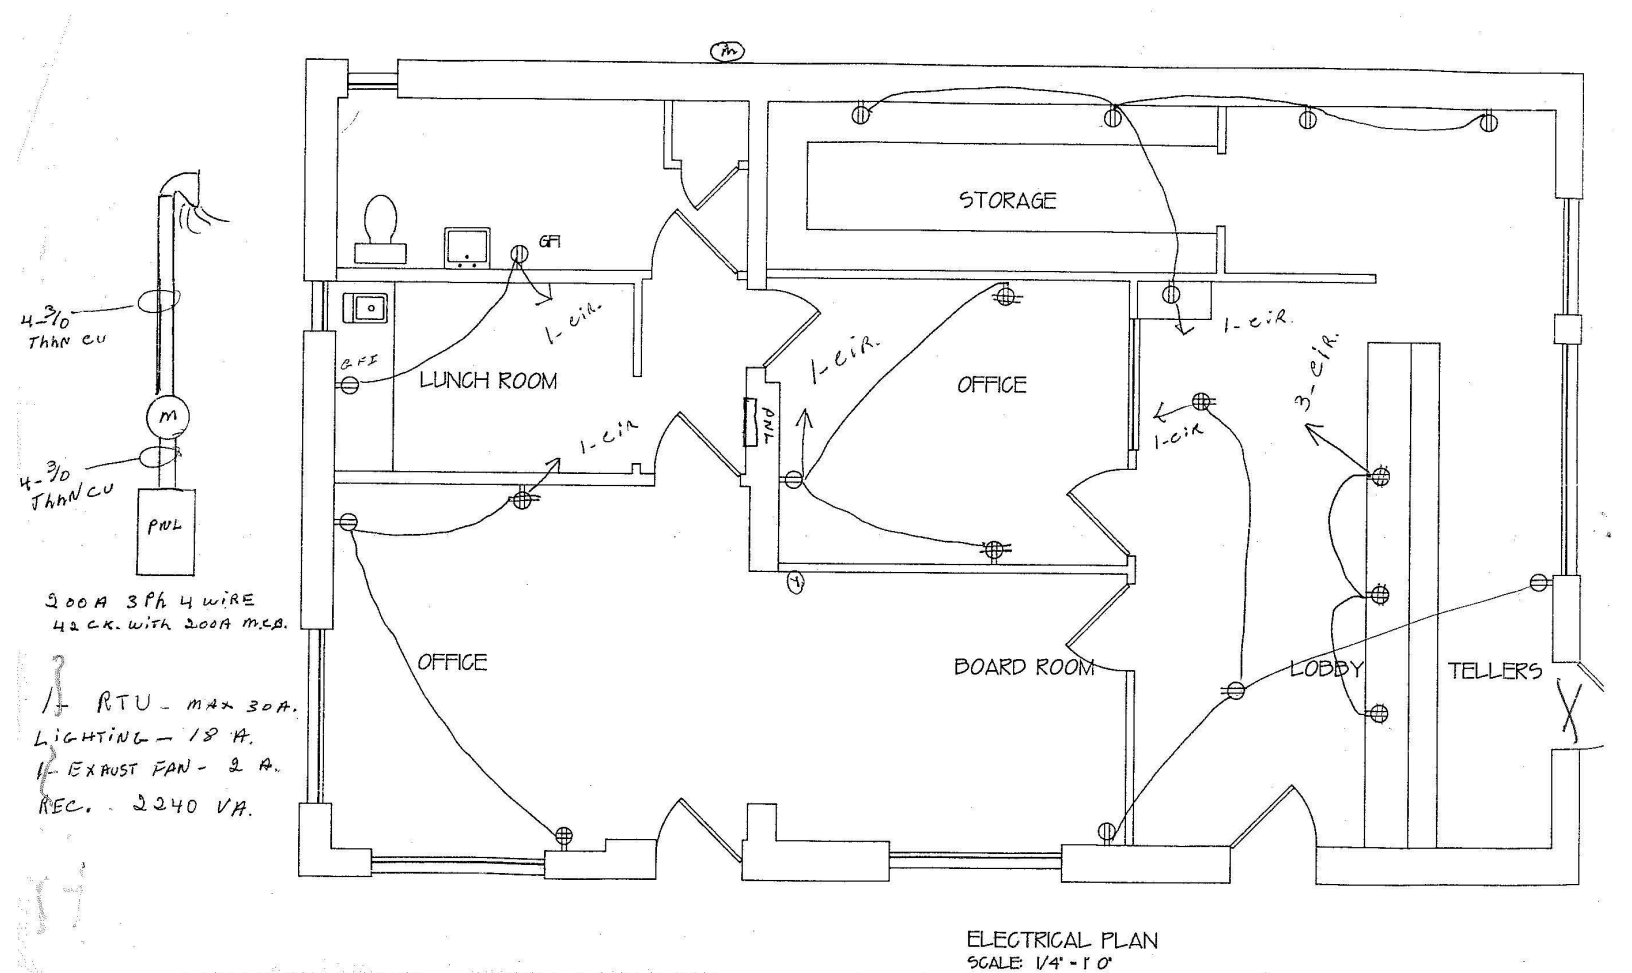 M
GFI
STORAGE
4-3/0
THHN CU
1-CIR.
1-CIR.
GFI
LUNCH ROOM
1-CIR.
OFFICE
3-CIR.
M
PNL
1-CIR
1-CIR
4-3/0
THHN CU
PNL
200A 3Ph 4 WIRE
42 CK. WITH 200A M.C.B.
OFFICE
BOARD ROOM
LOBBY
TELLERS
1- RTU - MAX 30A.
LIGHTING - 18 A.
1- EXAUST FAN - 2 A.
REC. - 2240 VA.
ELECTRICAL PLAN
SCALE: 1/4" - 1' 0"